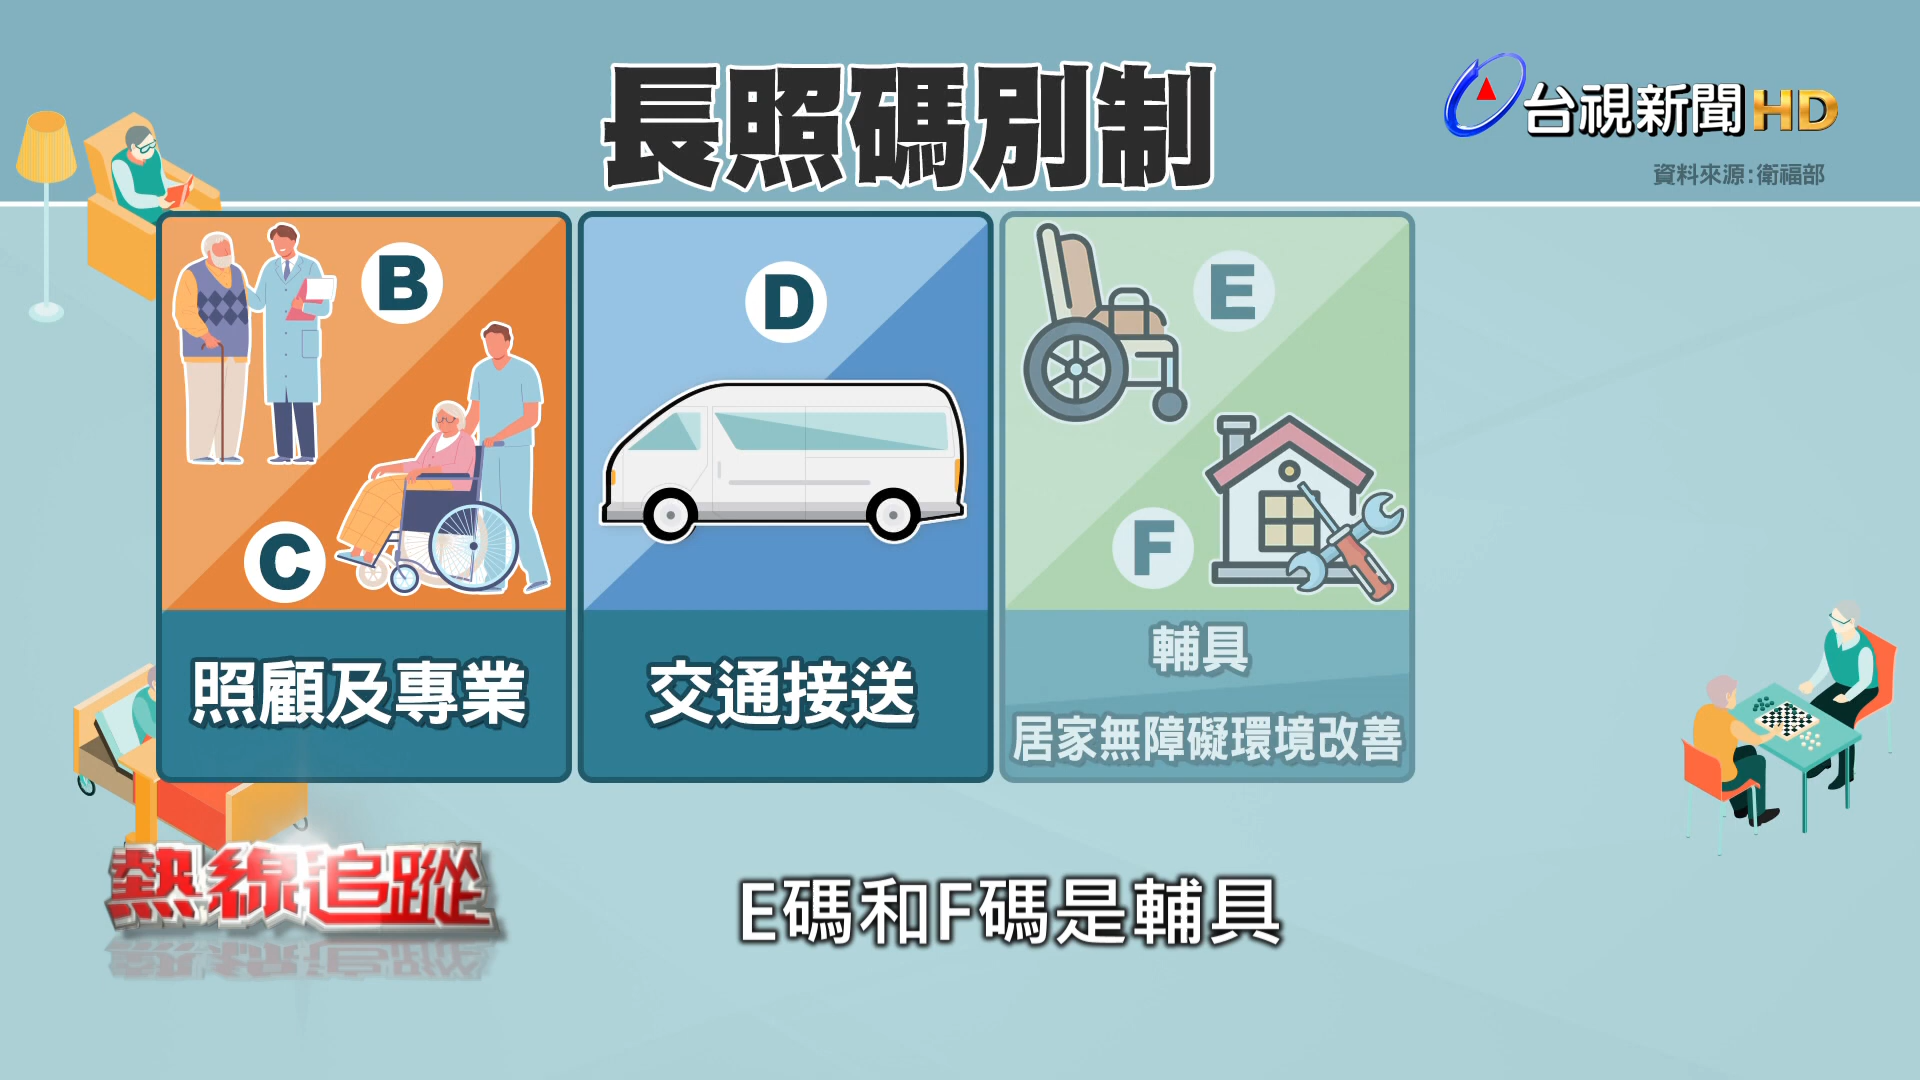 長照碼別制
台視新聞HD
資料來源:衛福部
B
C
照顧及專業
D
交通接送
E
F
輔具
居家無障礙環境改善
熱線追蹤
E碼和F碼是輔具